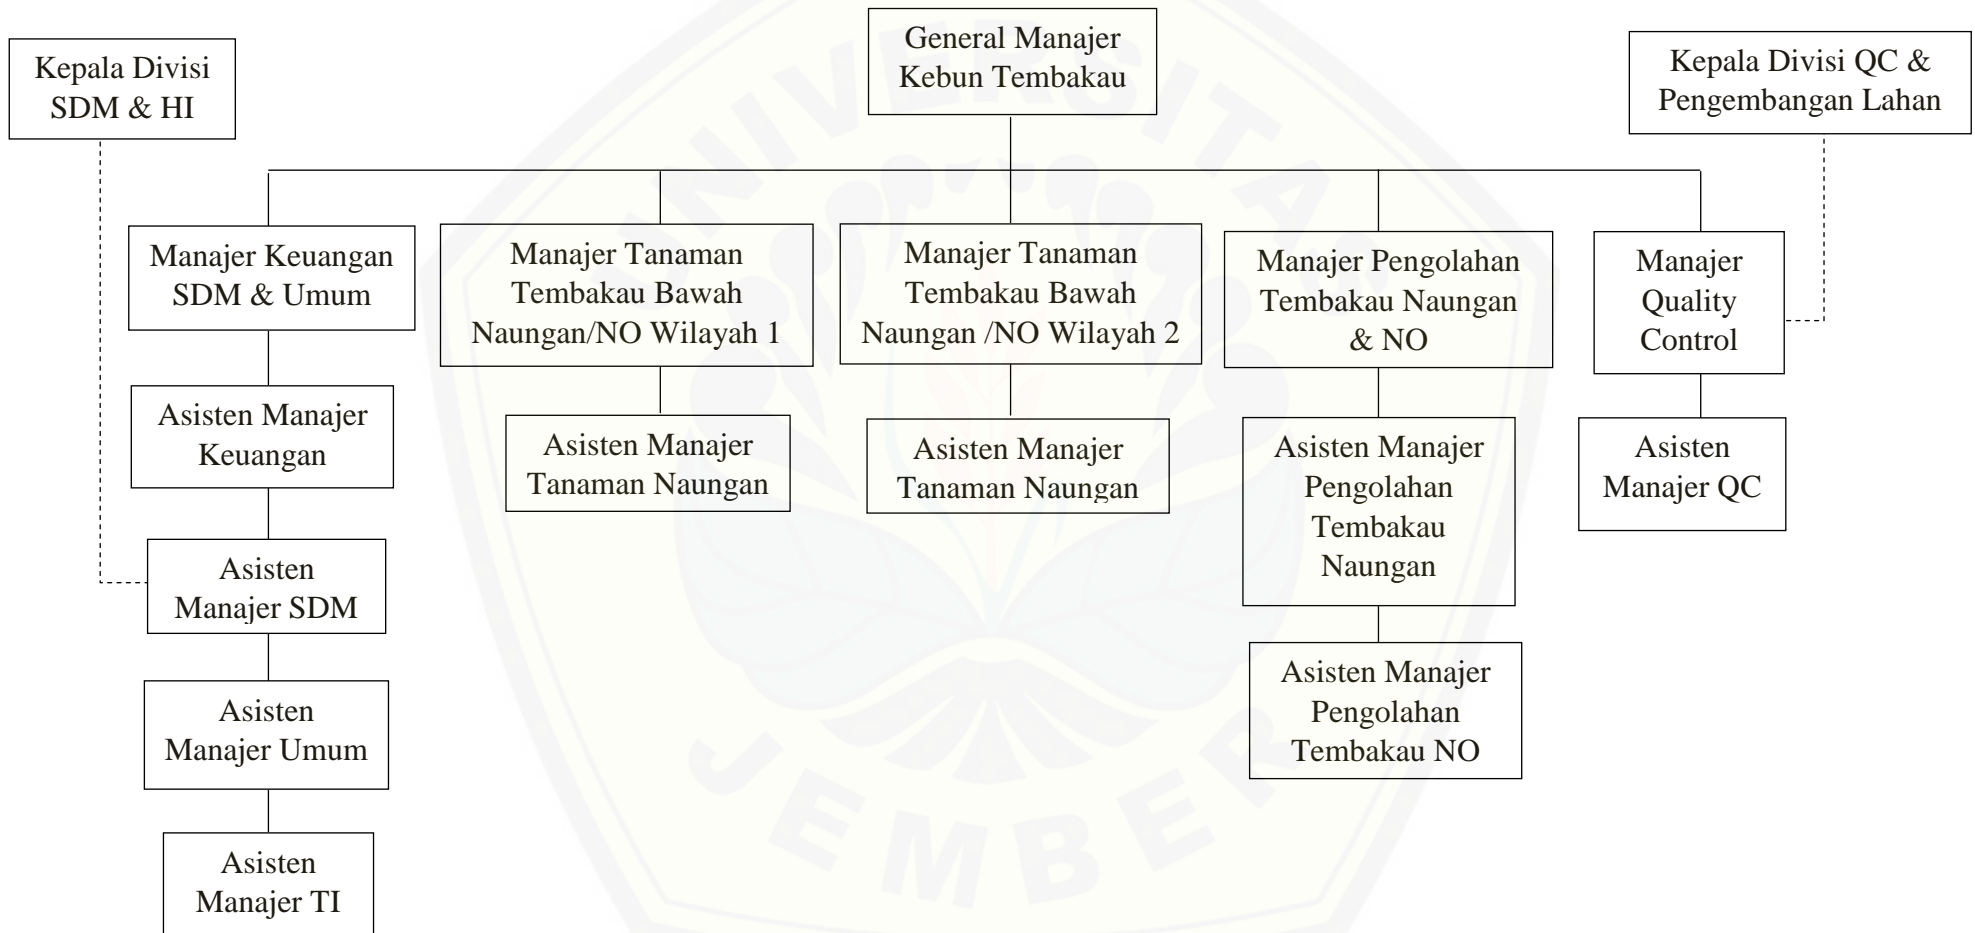 General Manajer
Kebun Tembakau
Kepala Divisi
SDM & HI
Kepala Divisi QC &
Pengembangan Lahan
Manajer Keuangan
SDM & Umum
Manajer Tanaman
Tembakau Bawah
Naungan/NO Wilayah 1
Manajer Tanaman
Tembakau Bawah
Naungan /NO Wilayah 2
Manajer Pengolahan
Tembakau Naungan
& NO
Manajer
Quality
Control
Asisten Manajer
Keuangan
Asisten Manajer
Tanaman Naungan
Asisten Manajer
Tanaman Naungan
Asisten Manajer
Pengolahan
Tembakau
Naungan
Asisten
Manajer QC
Asisten
Manajer SDM
Asisten Manajer
Pengolahan
Tembakau NO
Asisten
Manajer Umum
Asisten
Manajer TI
UNIVERSITAS
JEMBER